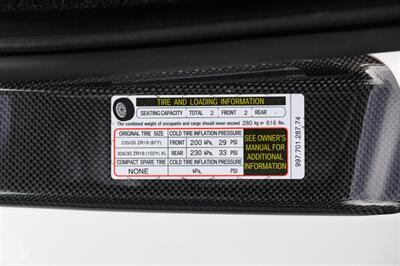 TIRE AND LOADING INFORMATION
SEATING CAPACITY TOTAL 2 FRONT 2 REAR -
The combined weight of occupants and cargo should never exceed 280 kg or 616 lbs.
ORIGINAL TIRE SIZE COLD TIRE INFLATION PRESSURE
235/35 ZR19 (87Y) FRONT 200 kPa, 29 PSI
305/30 ZR19 (102Y) XL REAR 230 kPa, 33 PSI
COMPACT SPARE TIRE COLD TIRE INFLATION PRESSURE
NONE kPa, PSI
SEE OWNER'S
MANUAL FOR
ADDITIONAL
INFORMATION
997.701.287.74